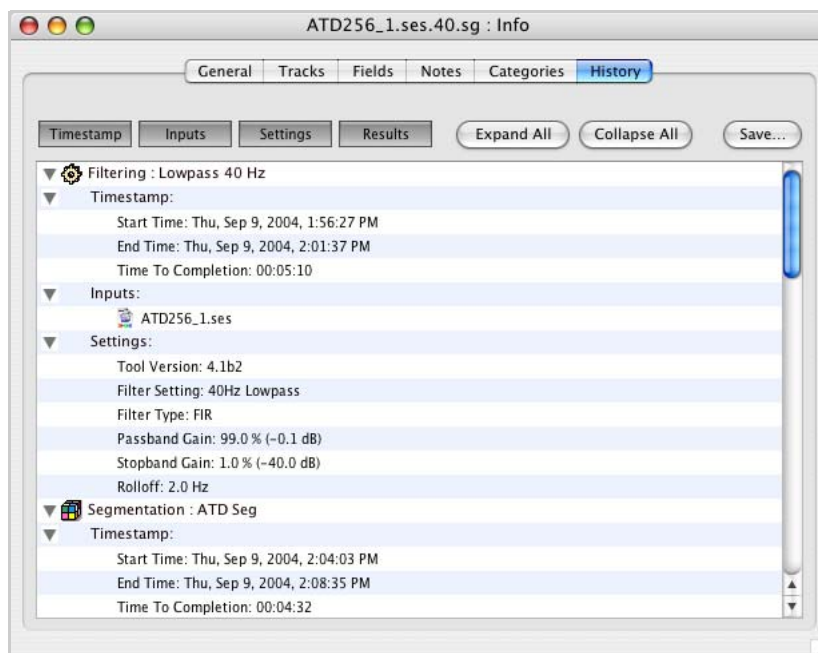 ATD256_1.ses.40.sg : Info
General Tracks Fields Notes Categories History
Timestamp Inputs Settings Results Expand All Collapse All Save...
Filtering : Lowpass 40 Hz
Timestamp:
Start Time: Thu, Sep 9, 2004, 1:56:27 PM
End Time: Thu, Sep 9, 2004, 2:01:37 PM
Time To Completion: 00:05:10
Inputs:
ATD256_1.ses
Settings:
Tool Version: 4.1b2
Filter Setting: 40Hz Lowpass
Filter Type: FIR
Passband Gain: 99.0 % (-0.1 dB)
Stopband Gain: 1.0 % (-40.0 dB)
Rolloff: 2.0 Hz
Segmentation : ATD Seg
Timestamp:
Start Time: Thu, Sep 9, 2004, 2:04:03 PM
End Time: Thu, Sep 9, 2004, 2:08:35 PM
Time To Completion: 00:04:32